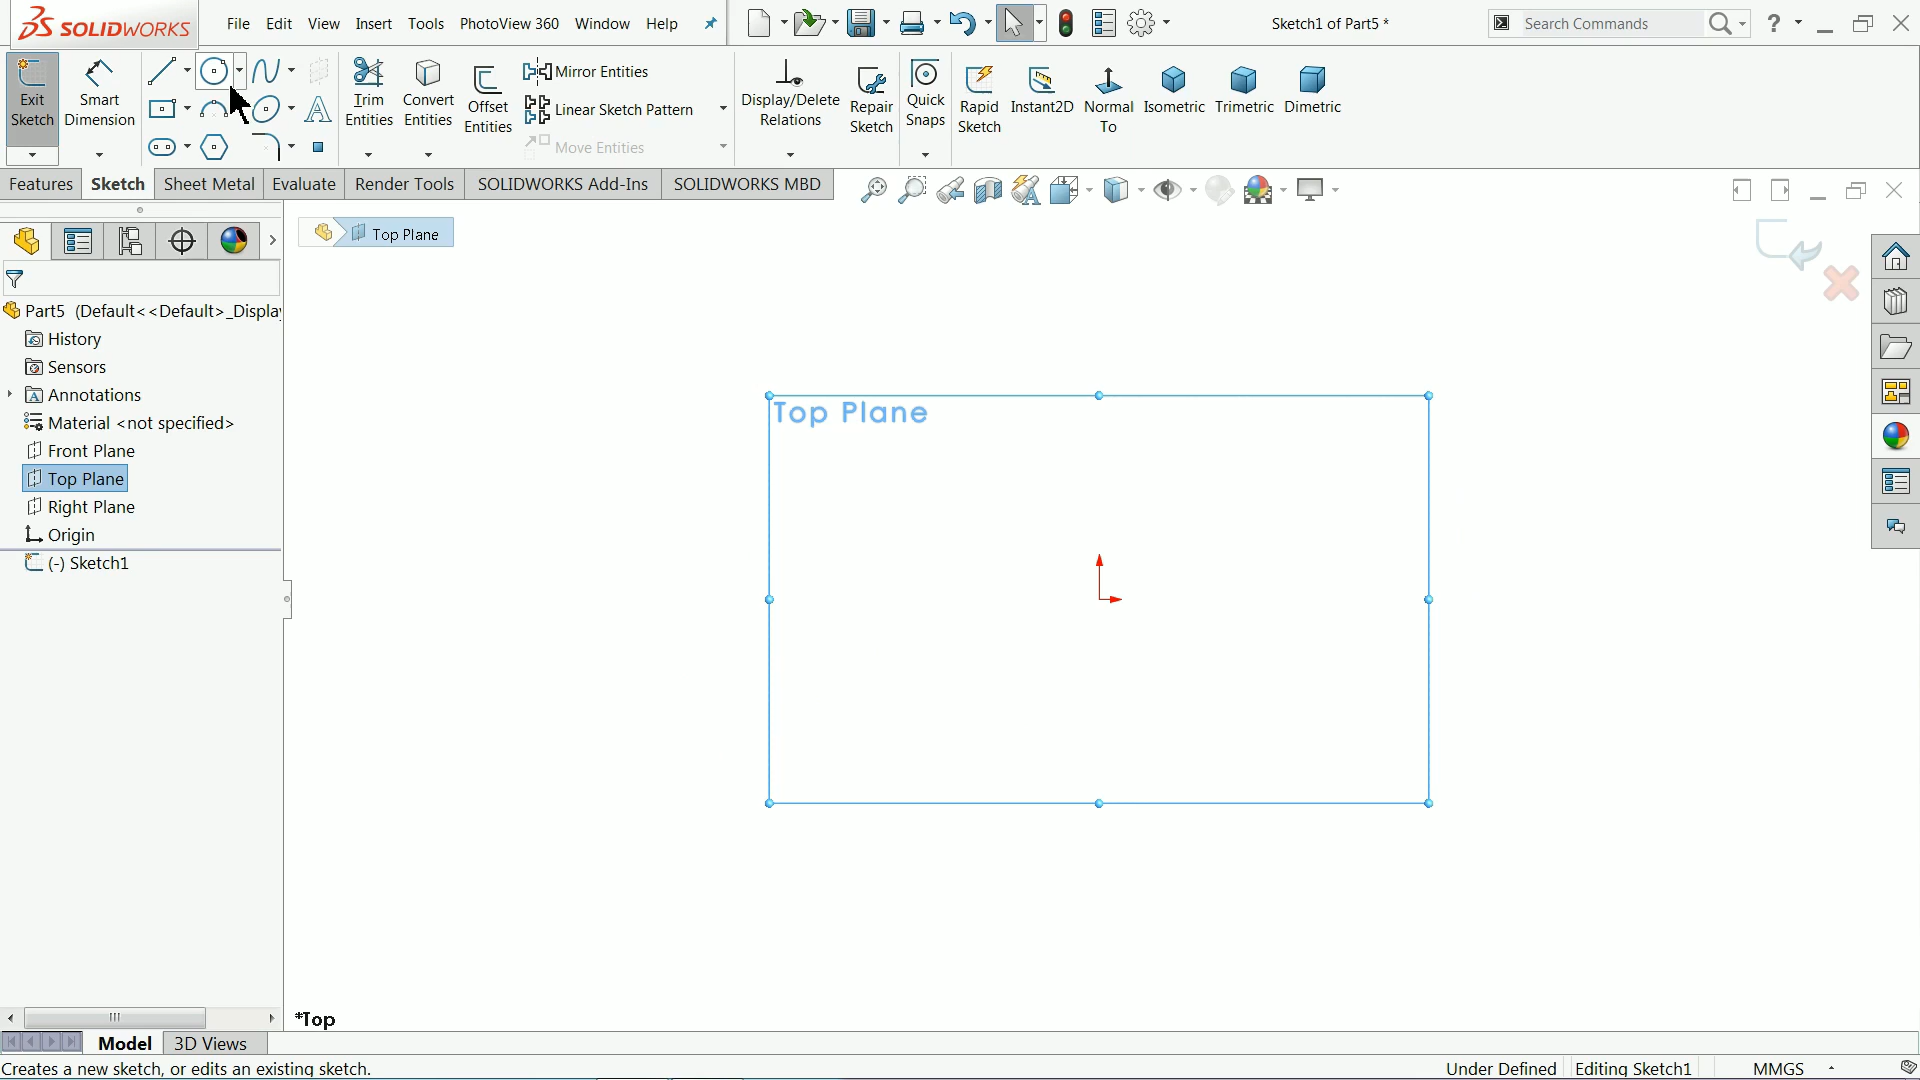 SOLIDWORKS File Edit View Insert Tools PhotoView 360 Window Help Sketch1 of Part5 * Search Commands ?
Exit Sketch
Smart Dimension
Trim Entities
Convert Entities
Offset Entities
Mirror Entities
Linear Sketch Pattern
Move Entities
Display/Delete Relations
Repair Sketch
Quick Snaps
Rapid Sketch
Instant2D
Normal To
Isometric
Trimetric
Dimetric
Features Sketch Sheet Metal Evaluate Render Tools SOLIDWORKS Add-Ins SOLIDWORKS MBD
Top Plane
Part5 (Default<<Default>_Displa
History
Sensors
Annotations
Material <not specified>
Front Plane
Top Plane
Right Plane
Origin
(-) Sketch1
Top Plane
*Top
Model 3D Views
Creates a new sketch, or edits an existing sketch. Under Defined Editing Sketch1 MMGS